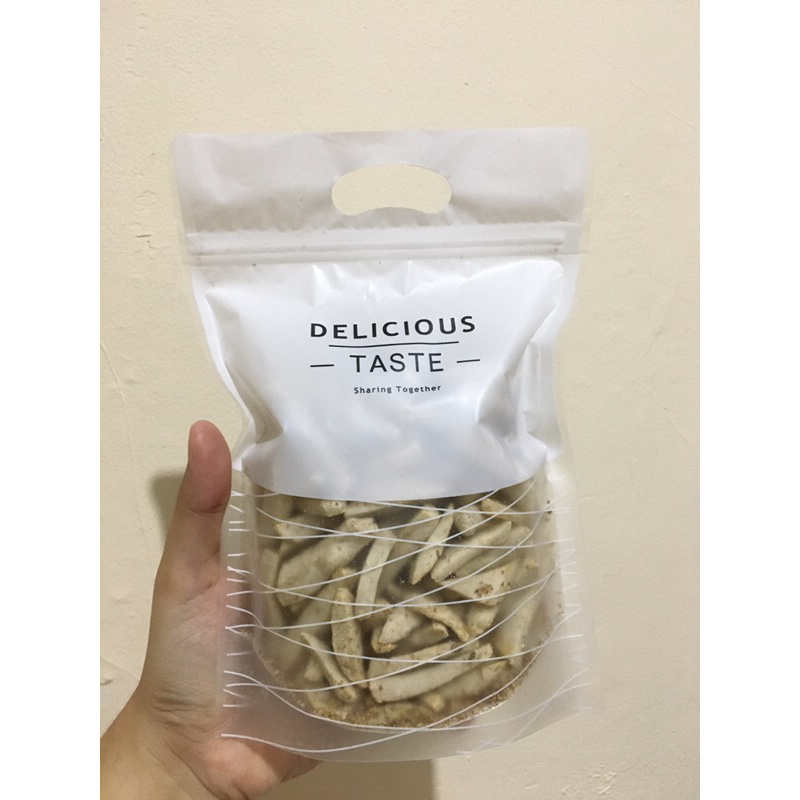 DELICIOUS
— TASTE —
Sharing Together